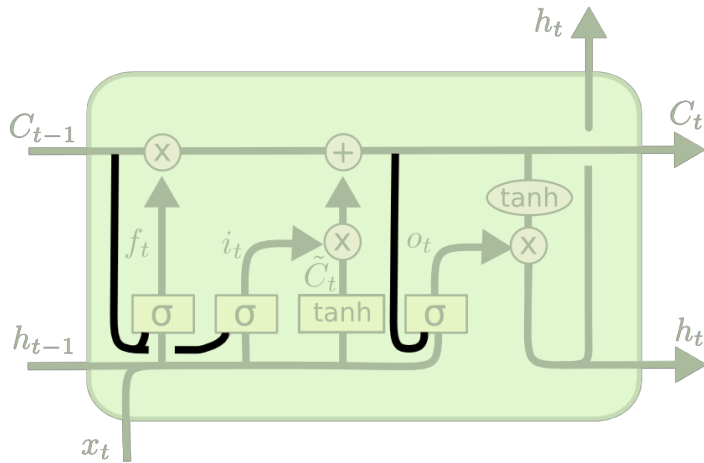 h_t
C_{t-1}
C_t
x
+
tanh
f_t
i_t
x
o_t
x
C̃_t
σ
σ
tanh
σ
h_{t-1}
h_t
x_t